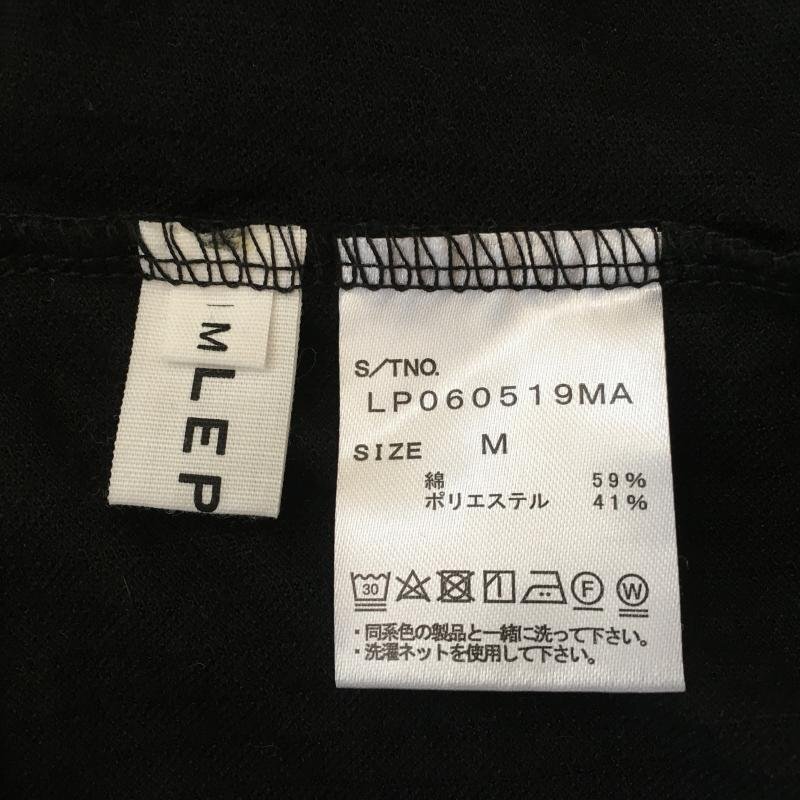 M
LEP
S/TNO.
LP060519MA
SIZE M
綿 59%
ポリエステル 41%
30 F W
・同系色の製品と一緒に洗って下さい。
・洗濯ネットを使用して下さい。